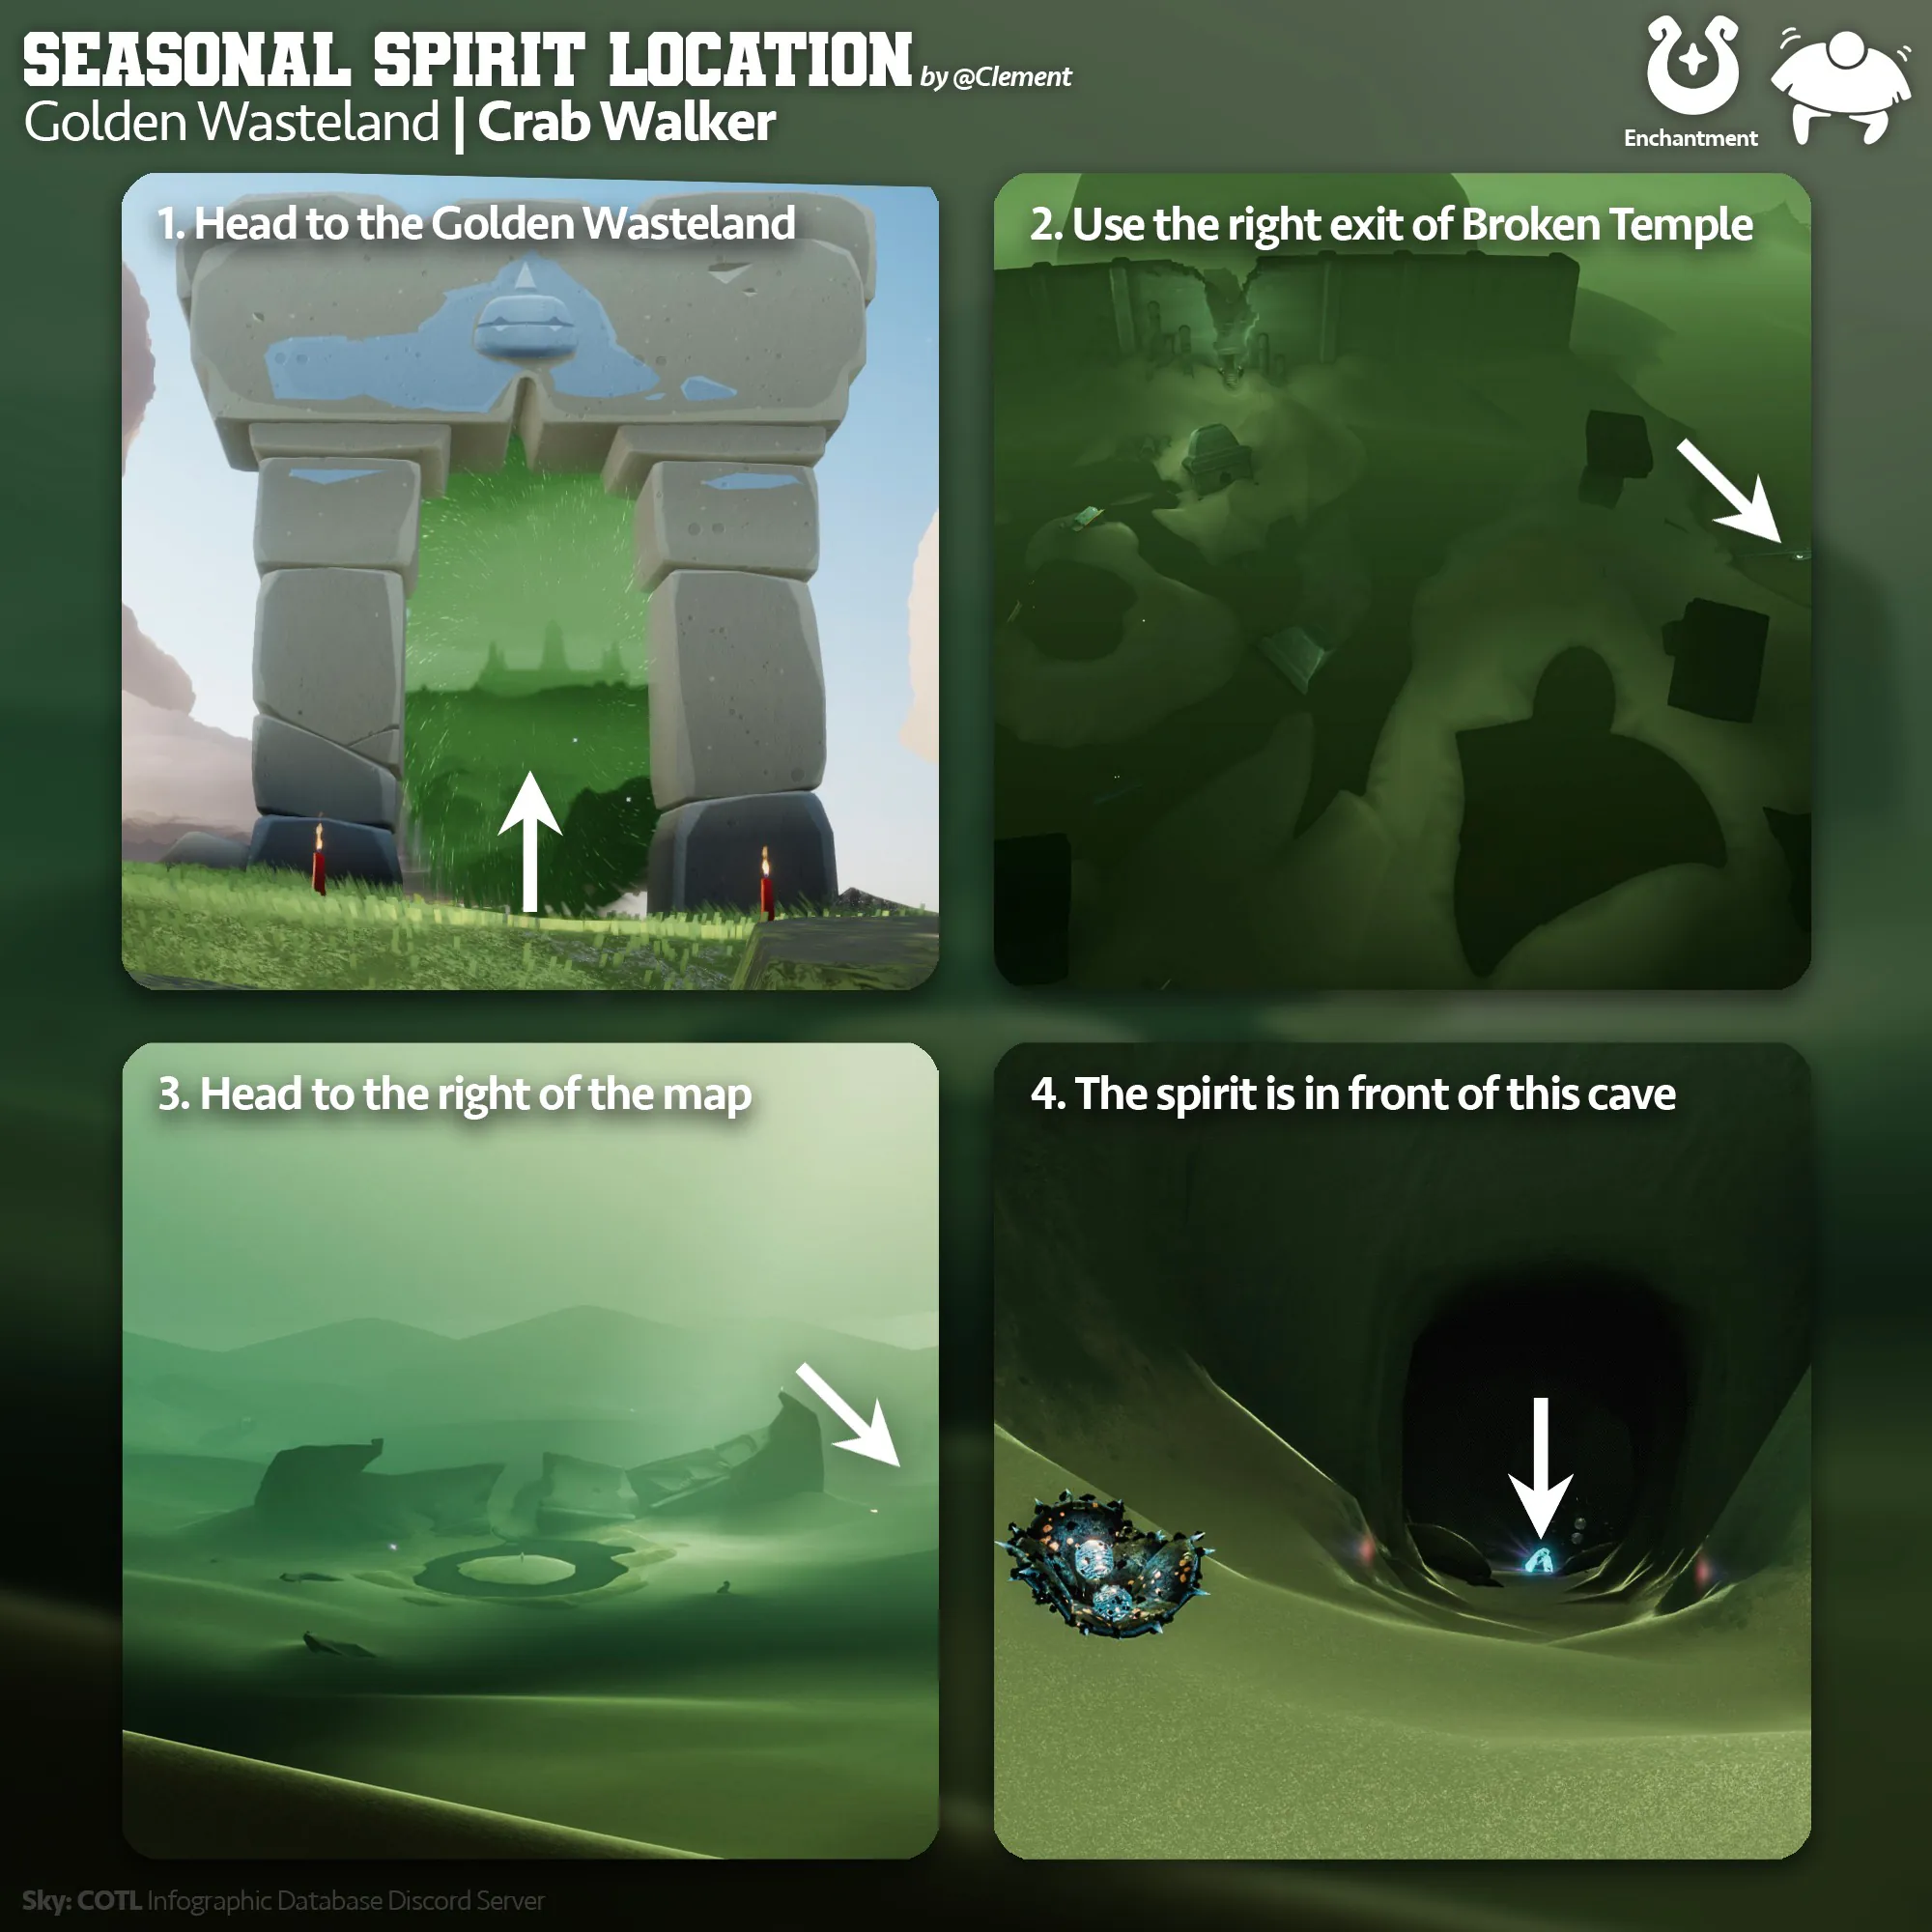 SEASONAL SPIRIT LOCATION by @Clement
Golden Wasteland | Crab Walker
Enchantment
1. Head to the Golden Wasteland
2. Use the right exit of Broken Temple
3. Head to the right of the map
4. The spirit is in front of this cave
Sky: COTL Infographic Database Discord Server